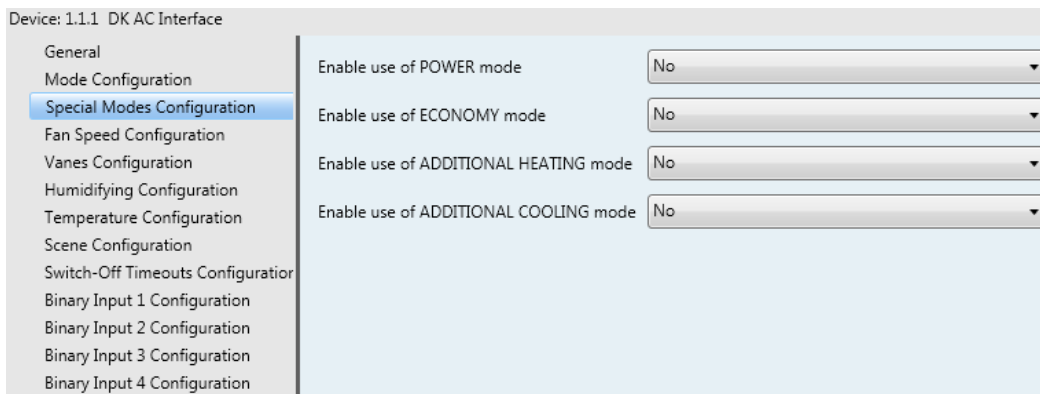 Device: 1.1.1 DK AC Interface
General
Mode Configuration
Special Modes Configuration
Fan Speed Configuration
Vanes Configuration
Humidifying Configuration
Temperature Configuration
Scene Configuration
Switch-Off Timeouts Configuration
Binary Input 1 Configuration
Binary Input 2 Configuration
Binary Input 3 Configuration
Binary Input 4 Configuration
Enable use of POWER mode No
Enable use of ECONOMY mode No
Enable use of ADDITIONAL HEATING mode No
Enable use of ADDITIONAL COOLING mode No